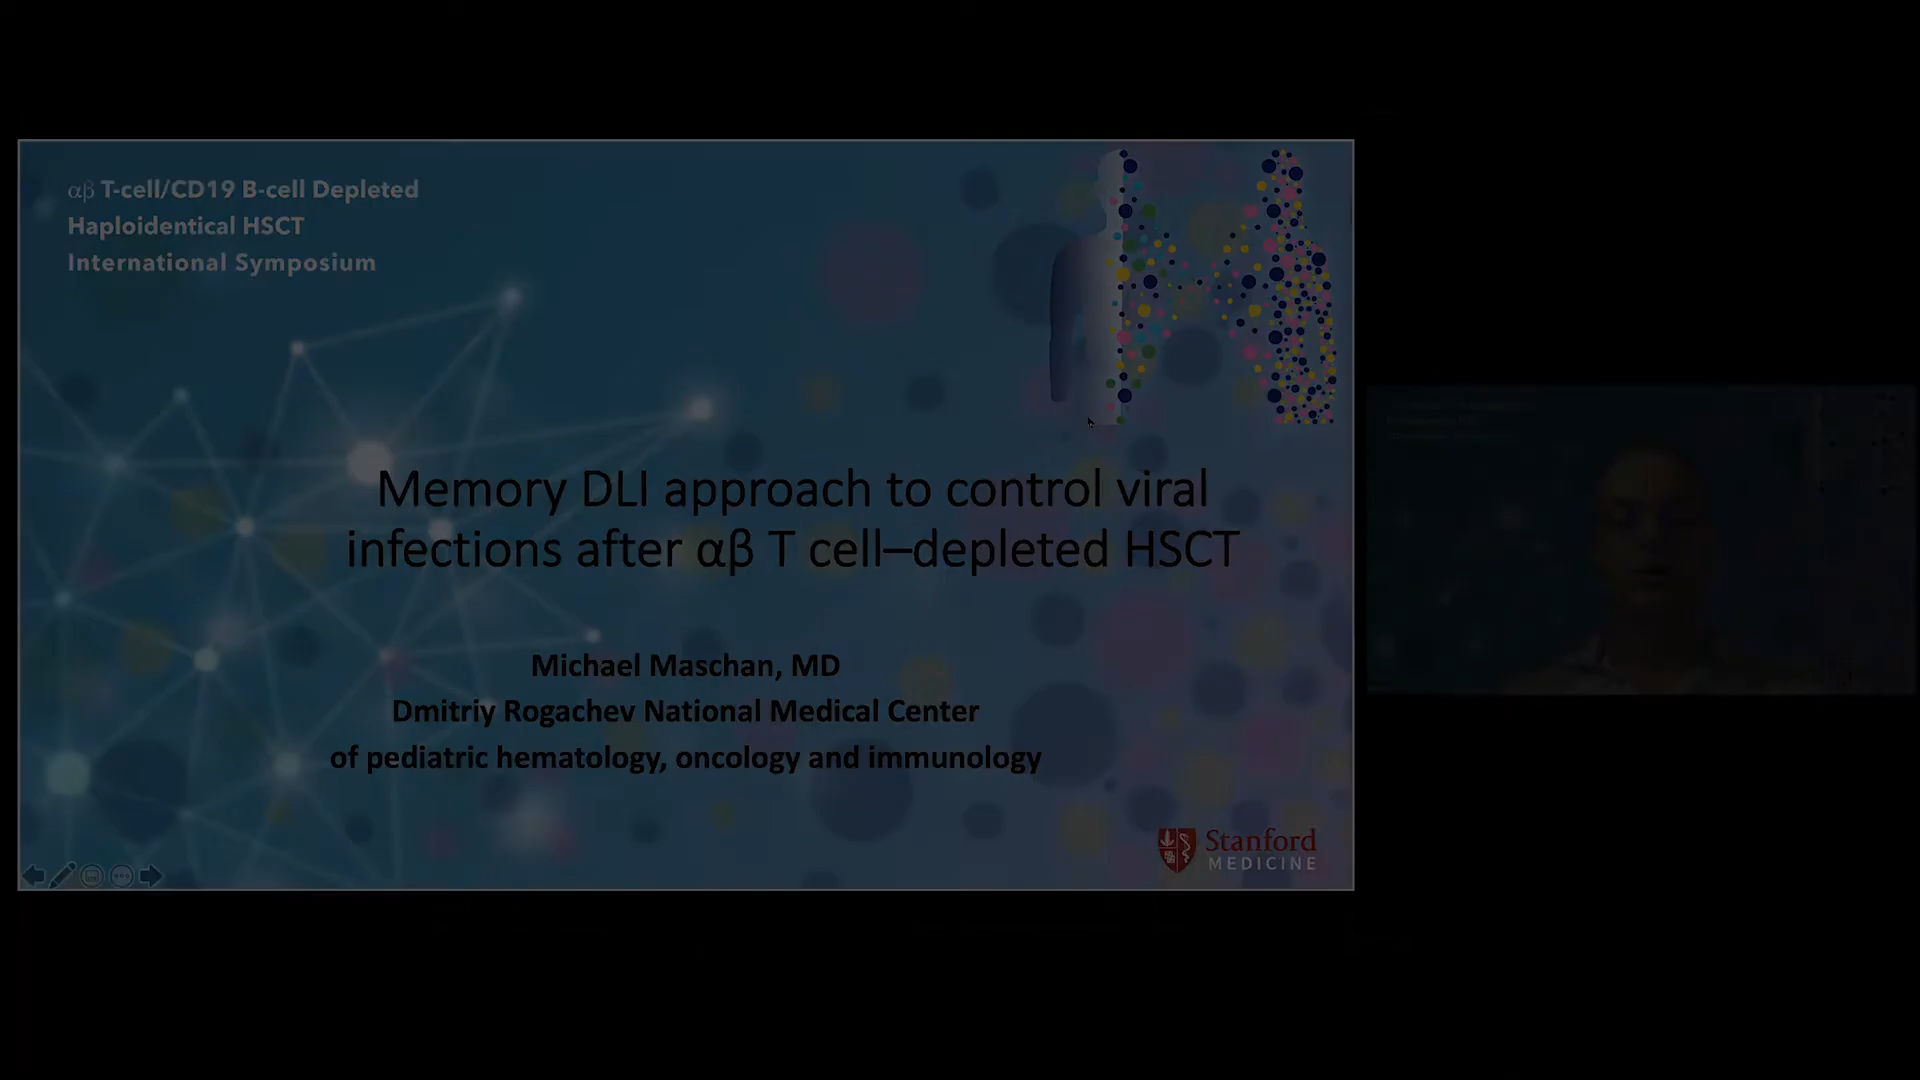 αβ T-cell/CD19 B-cell Depleted
Haploidentical HSCT
International Symposium
Memory DLI approach to control viral
infections after αβ T cell–depleted HSCT
Michael Maschan, MD
Dmitriy Rogachev National Medical Center
of pediatric hematology, oncology and immunology
Stanford
MEDICINE